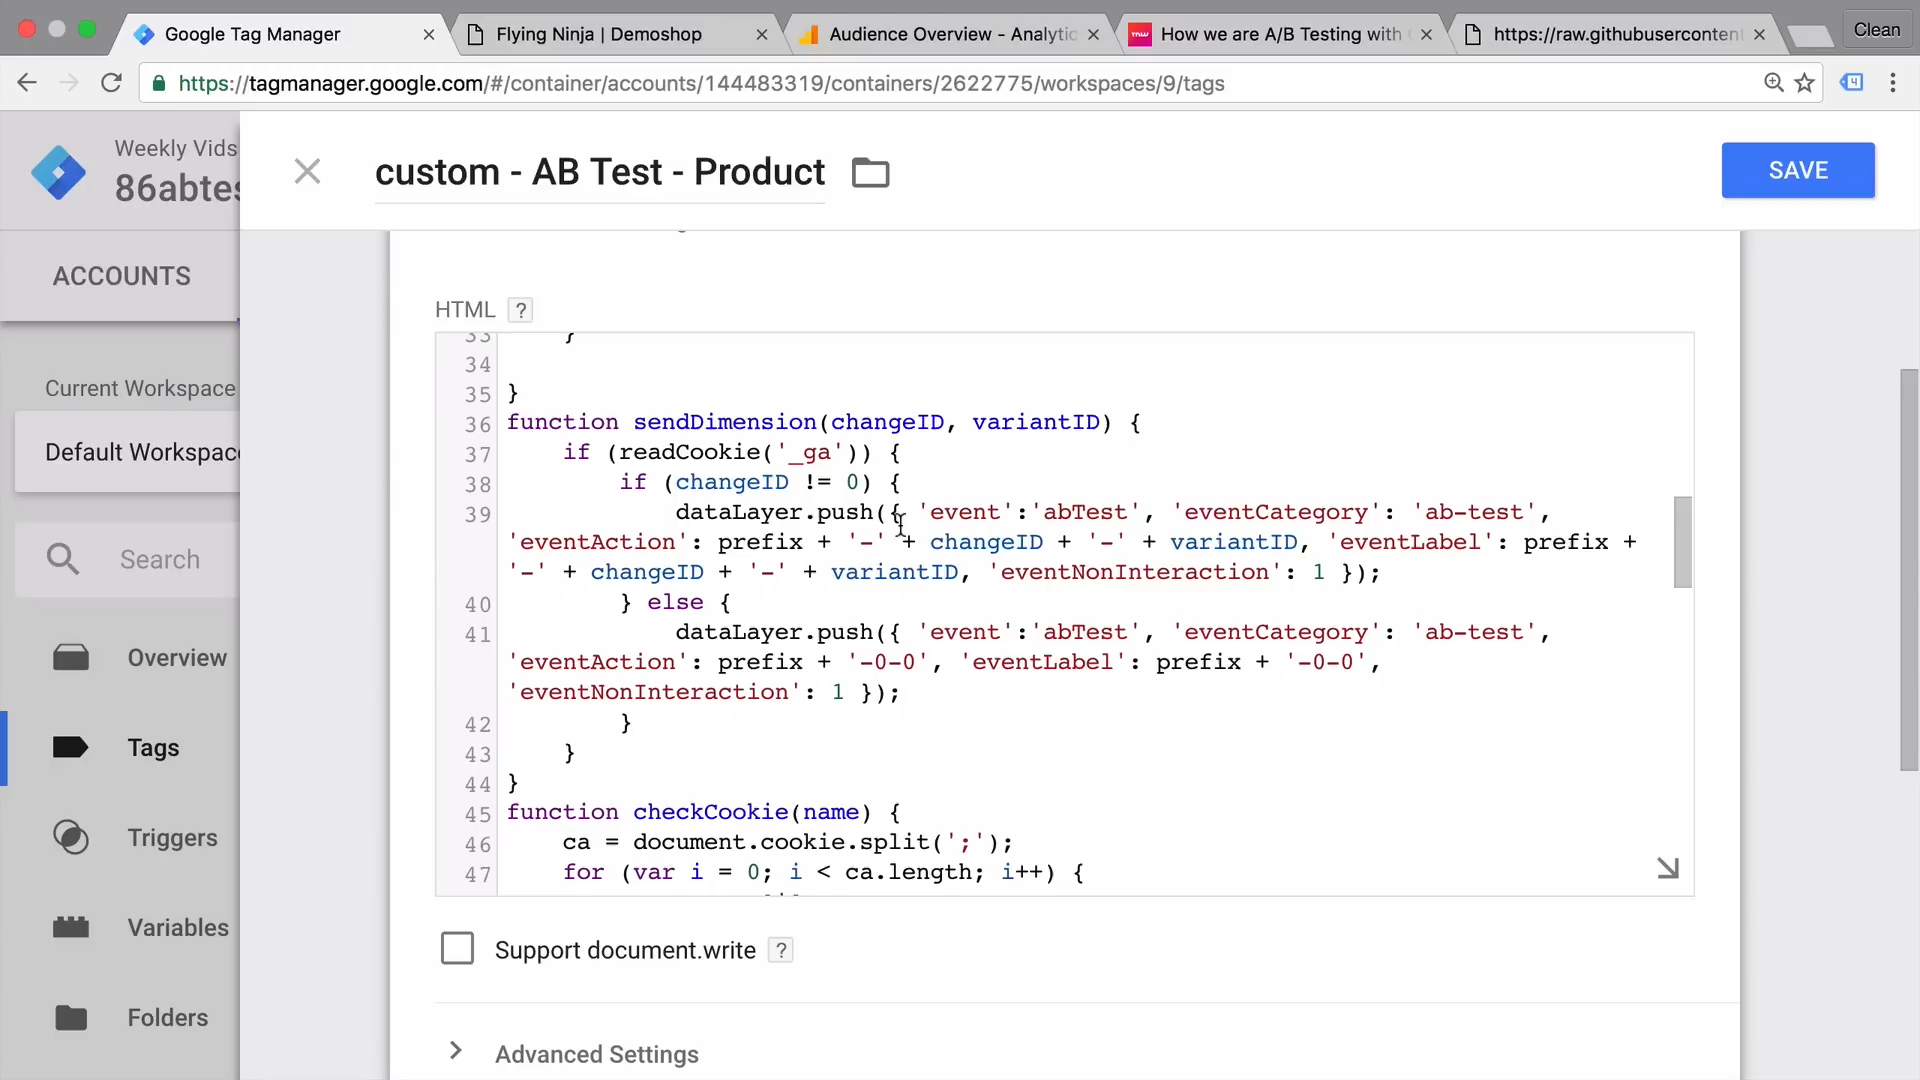 Google Tag Manager
Flying Ninja | Demoshop
Audience Overview - Analytic
TNW
How we are A/B Testing with
https://raw.githubusercontent
Clean
https://tagmanager.google.com/#/container/accounts/144483319/containers/2622775/workspaces/9/tags
Weekly Vids
86abtes
custom - AB Test - Product
SAVE
ACCOUNTS
Current Workspace
Default Workspac
Search
Overview
Tags
Triggers
Variables
Folders
HTML ?
33 }
34
35 }
36 function sendDimension(changeID, variantID) {
37 if (readCookie('_ga')) {
38 if (changeID != 0) {
39 dataLayer.push({ 'event':'abTest', 'eventCategory': 'ab-test',
'eventAction': prefix + '-' + changeID + '-' + variantID, 'eventLabel': prefix +
'-' + changeID + '-' + variantID, 'eventNonInteraction': 1 });
40 } else {
41 dataLayer.push({ 'event':'abTest', 'eventCategory': 'ab-test',
'eventAction': prefix + '-0-0', 'eventLabel': prefix + '-0-0',
'eventNonInteraction': 1 });
42 }
43 }
44 }
45 function checkCookie(name) {
46 ca = document.cookie.split(';');
47 for (var i = 0; i < ca.length; i++) {
Support document.write ?
Advanced Settings